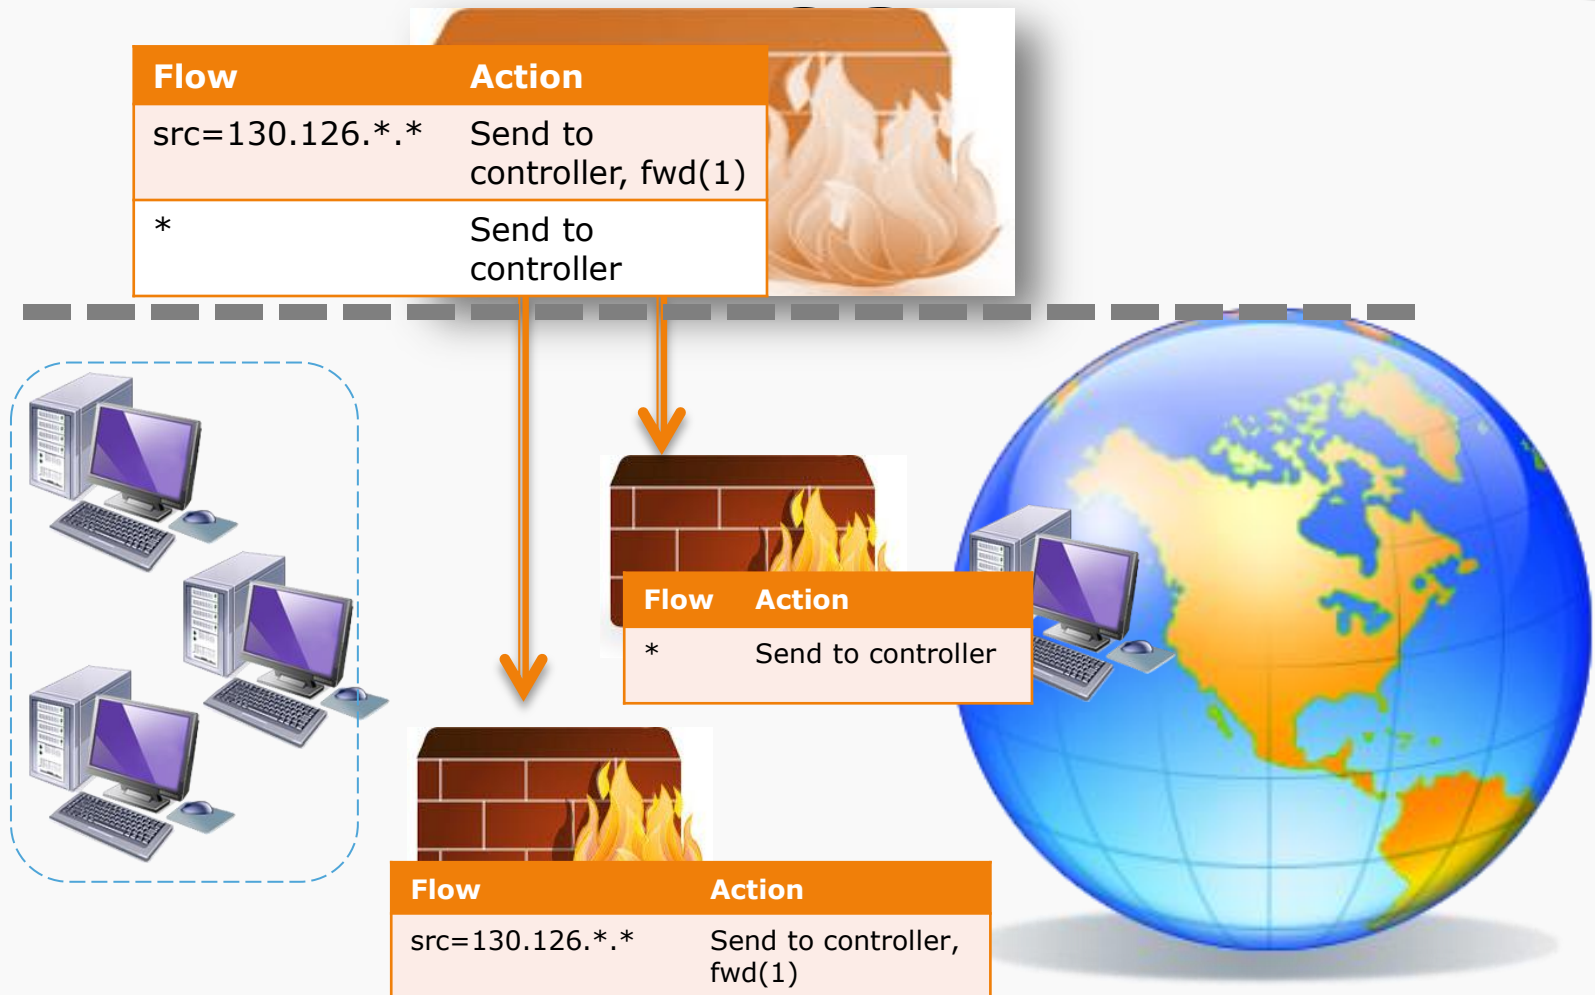 Flow Action
src=130.126.*.* Send to
controller, fwd(1)
* Send to
controller
Flow Action
* Send to controller
Flow Action
src=130.126.*.* Send to controller,
fwd(1)